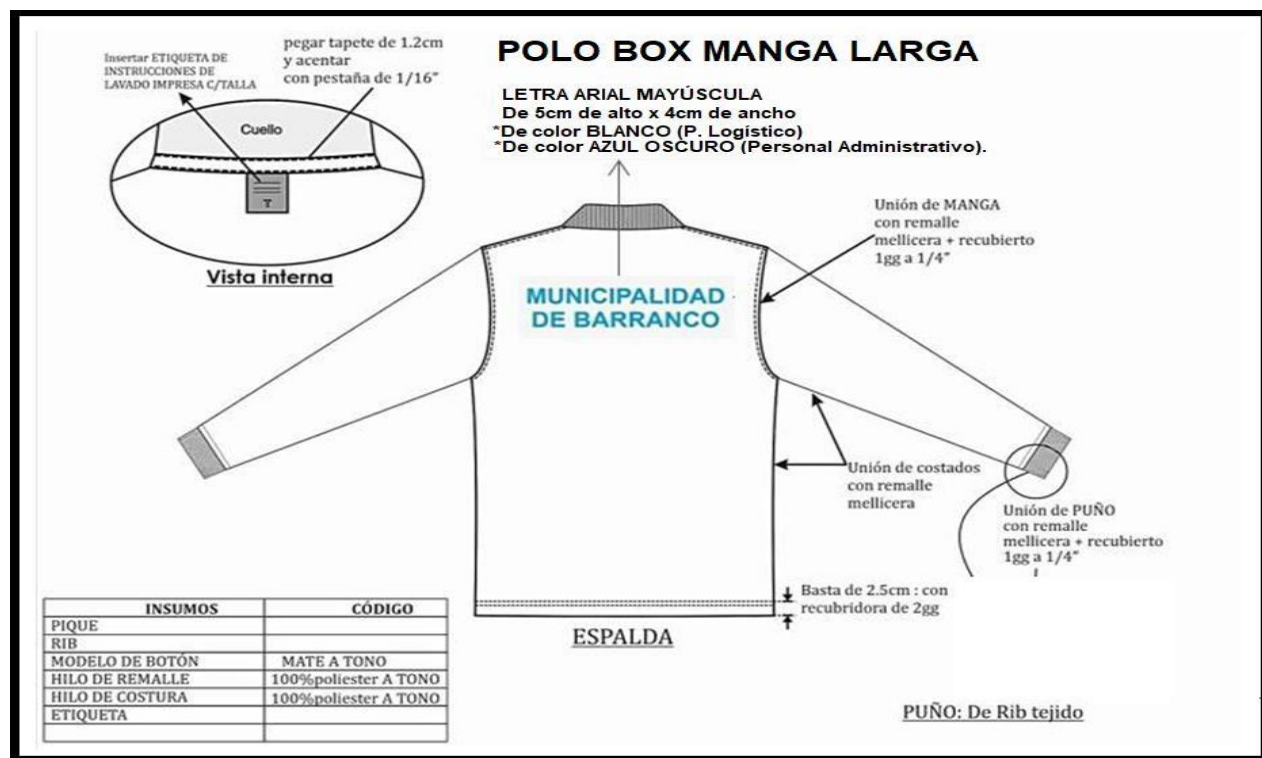 POLO BOX MANGA LARGA
LETRA ARIAL MAYÚSCULA
De 5cm de alto x 4cm de ancho
*De color BLANCO (P. Logístico)
*De color AZUL OSCURO (Personal Administrativo).
Insertar ETIQUETA DE
INSTRUCCIONES DE
LAVADO IMPRESA C/TALLA
pegar tapete de 1.2cm
y acentar
con pestaña de 1/16”
Cuello
T
Vista interna
Unión de MANGA
con remalle
mellicera + recubierto
1gg a 1/4”
MUNICIPALIDAD
DE BARRANCO
Unión de costados
con remalle
mellicera
Unión de PUÑO
con remalle
mellicera + recubierto
1gg a 1/4”
Basta de 2.5cm : con
recubridora de 2gg
ESPALDA
INSUMOS CÓDIGO
PIQUE
RIB
MODELO DE BOTÓN MATE A TONO
HILO DE REMALLE 100%poliester A TONO
HILO DE COSTURA 100%poliester A TONO
ETIQUETA
PUÑO: De Rib tejido